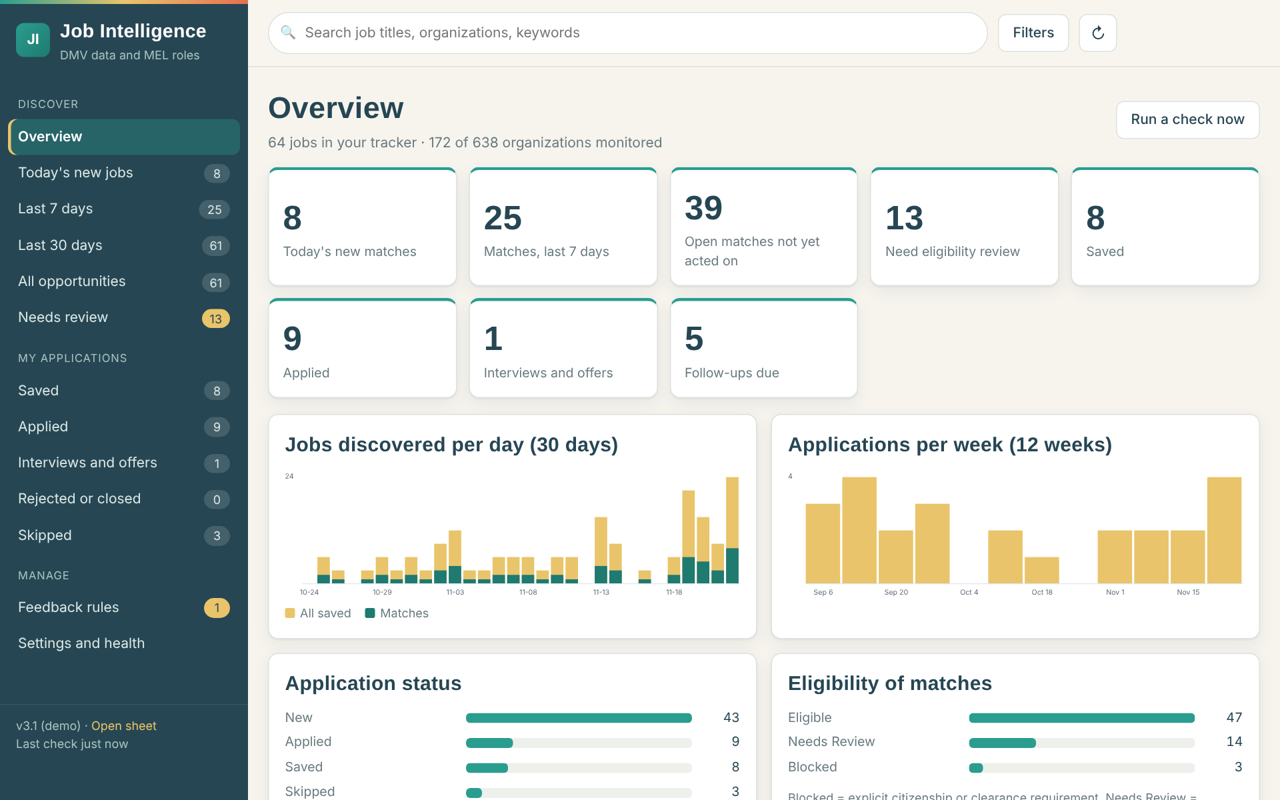 JI
Job Intelligence
DMV data and MEL roles
DISCOVER
Overview
Today's new jobs 8
Last 7 days 25
Last 30 days 61
All opportunities 61
Needs review 13
MY APPLICATIONS
Saved 8
Applied 9
Interviews and offers 1
Rejected or closed 0
Skipped 3
MANAGE
Feedback rules 1
Settings and health
v3.1 (demo) · Open sheet
Last check just now
Search job titles, organizations, keywords
Filters
Overview
64 jobs in your tracker · 172 of 638 organizations monitored
Run a check now
8
Today's new matches
25
Matches, last 7 days
39
Open matches not yet
acted on
13
Need eligibility review
8
Saved
9
Applied
1
Interviews and offers
5
Follow-ups due
Jobs discovered per day (30 days)
24
10-24 10-29 11-03 11-08 11-13 11-18
All saved Matches
Applications per week (12 weeks)
4
Sep 6 Sep 20 Oct 4 Oct 18 Nov 1 Nov 15
Application status
New 43
Applied 9
Saved 8
Skipped 3
Eligibility of matches
Eligible 47
Needs Review 14
Blocked 3
Blocked = explicit citizenship or clearance requirement. Needs Review =